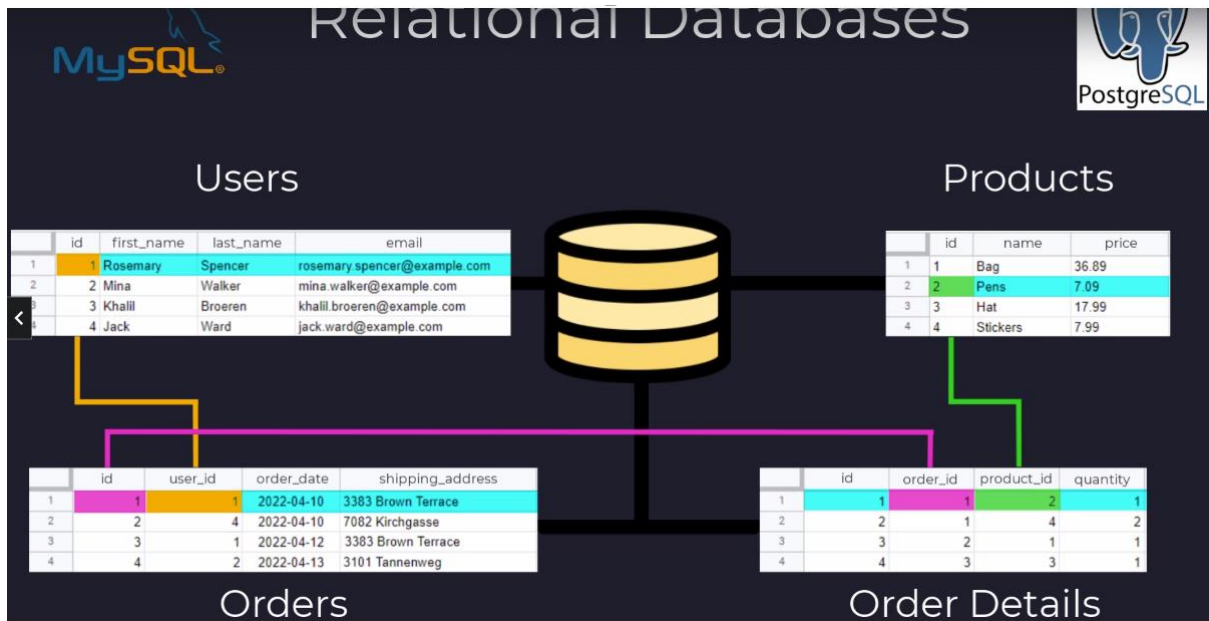 Relational Databases
MySQL®
PostgreSQL
Users
id first_name last_name email
1 1 Rosemary Spencer rosemary.spencer@example.com
2 2 Mina Walker mina.walker@example.com
3 3 Khalil Broeren khalil.broeren@example.com
4 4 Jack Ward jack.ward@example.com
Products
id name price
1 1 Bag 36.89
2 2 Pens 7.09
3 3 Hat 17.99
4 4 Stickers 7.99
id user_id order_date shipping_address
1 1 1 2022-04-10 3383 Brown Terrace
2 2 4 2022-04-10 7082 Kirchgasse
3 3 1 2022-04-12 3383 Brown Terrace
4 4 2 2022-04-13 3101 Tannenweg
Orders
id order_id product_id quantity
1 1 1 2 1
2 2 1 4 2
3 3 2 1 1
4 4 3 3 1
Order Details